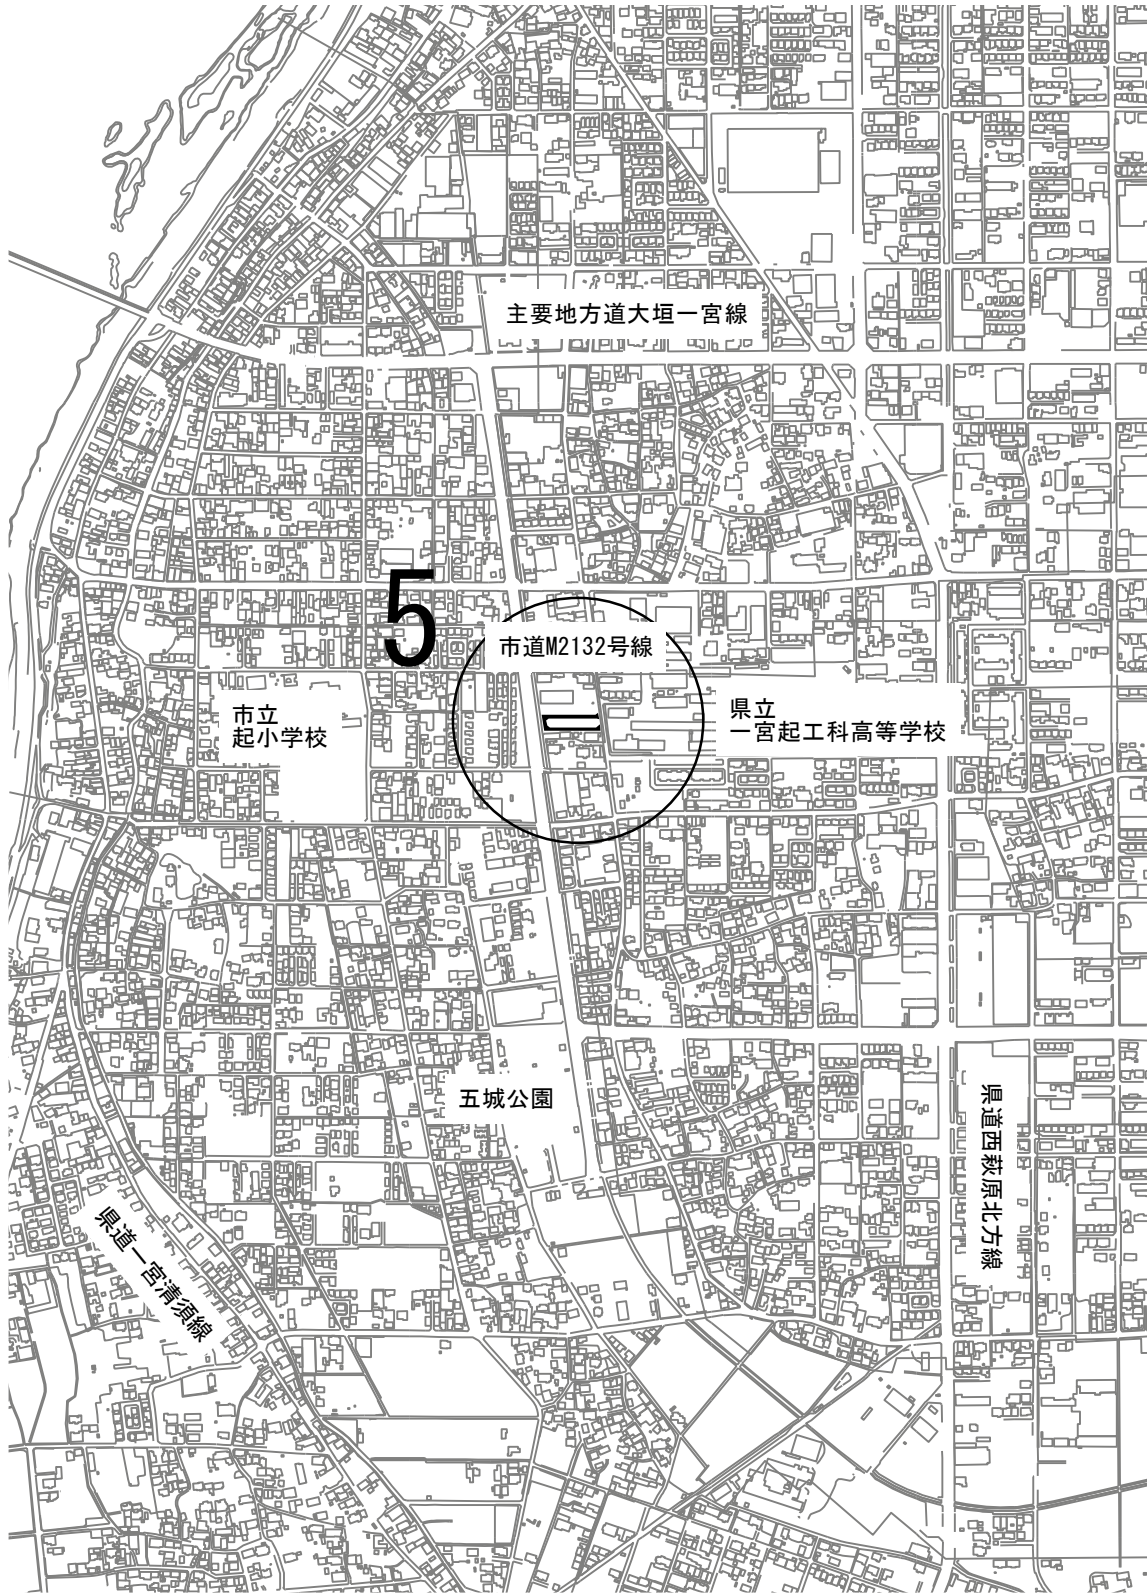 主要地方道大垣一宮線
5
市道M2132号線
市立
起小学校
県立
一宮起工科高等学校
五城公園
県道西萩原北方線
県道一宮清須線